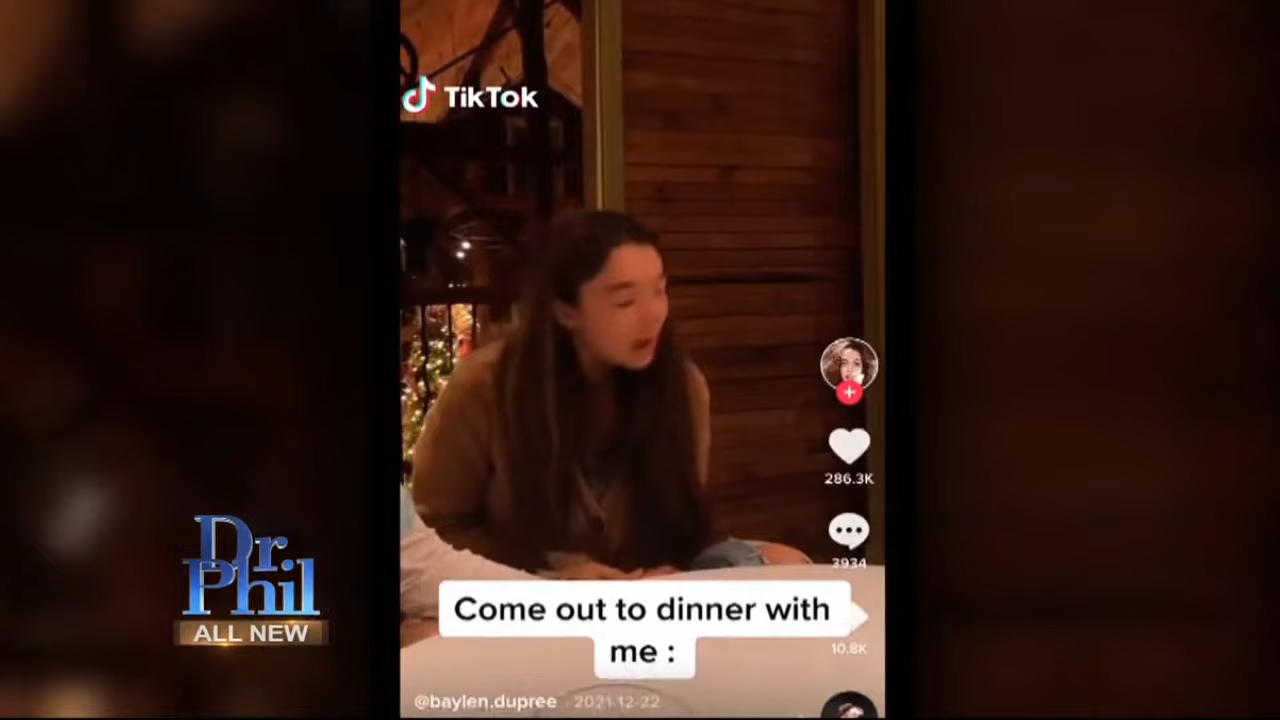 TikTok
286.3K
3934
Dr.
Phil
ALL NEW
Come out to dinner with
me :
10.8K
@baylen.dupree · 2021-12-22